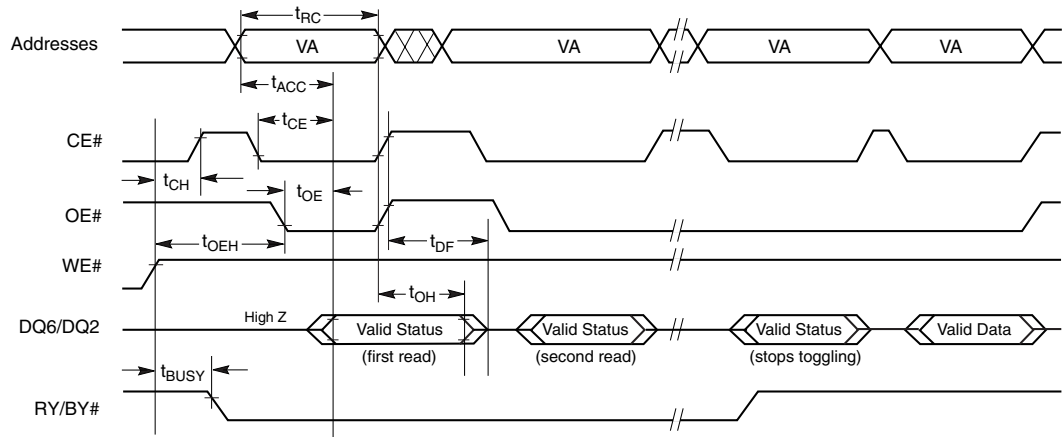 tRC
Addresses VA VA VA VA
tACC
tCE
CE#
tCH tOE
OE#
tOEH tDF
WE#
tOH
High Z
DQ6/DQ2 Valid Status Valid Status Valid Status Valid Data
(first read) (second read) (stops toggling)
tBUSY
RY/BY#